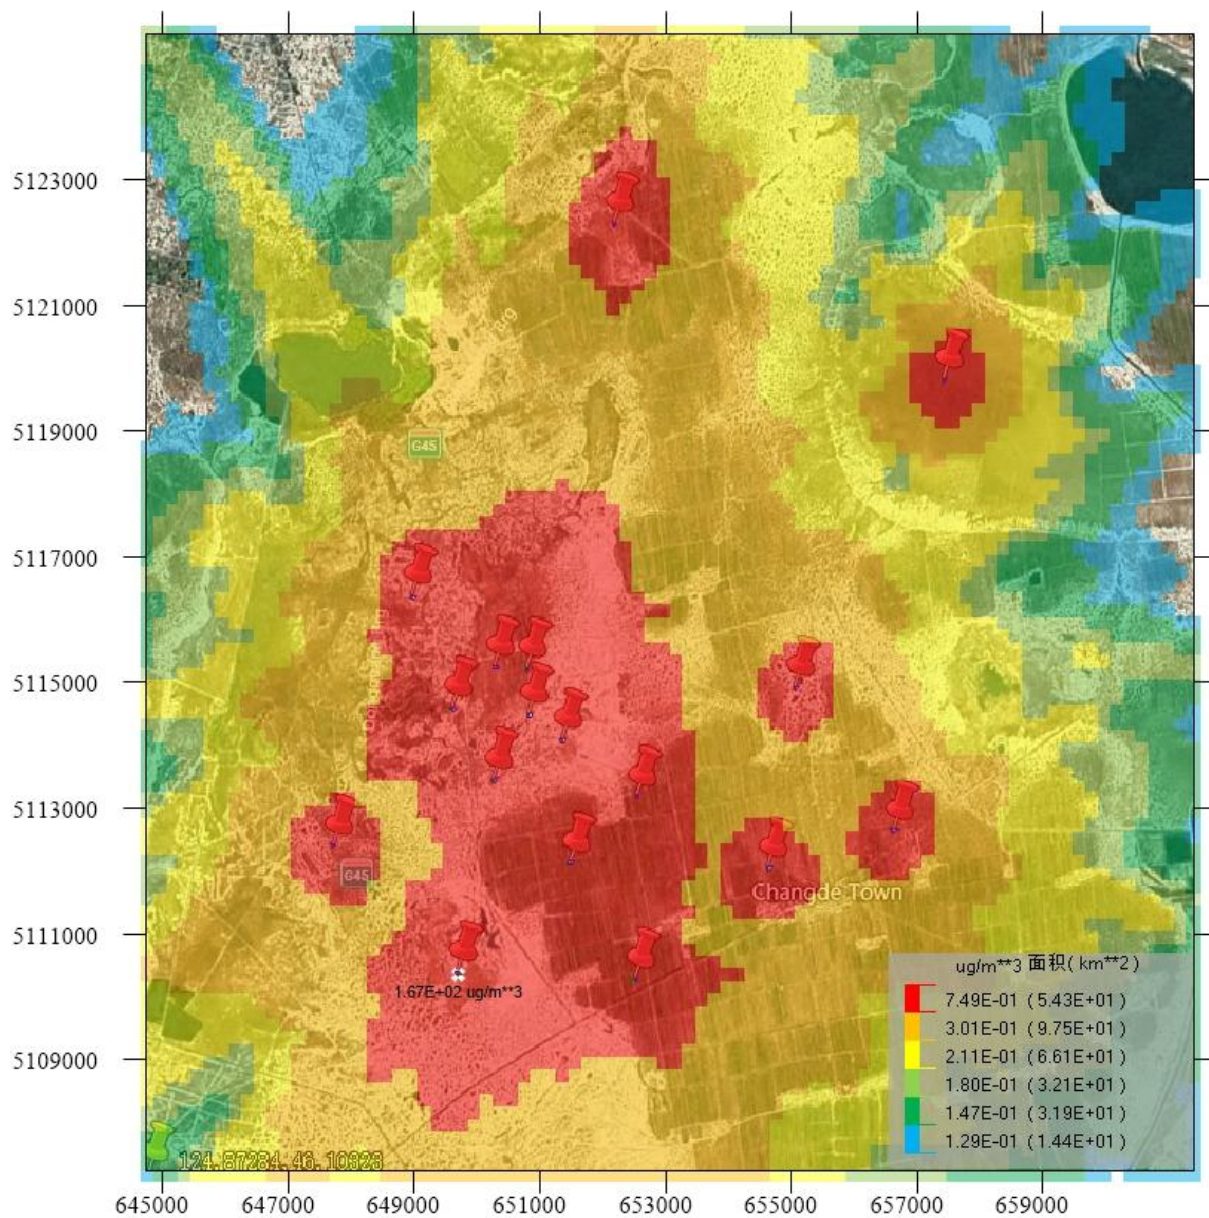 5123000
5121000
5119000
G45
5117000
5115000
5113000
G45
Changde Town
5111000
1.67E+02 ug/m**3
5109000
ug/m**3 面积(km**2)
7.49E-01 (5.43E+01)
3.01E-01 (9.75E+01)
2.11E-01 (6.61E+01)
1.80E-01 (3.21E+01)
1.47E-01 (3.19E+01)
1.29E-01 (1.44E+01)
124.87284,46.10328
645000 647000 649000 651000 653000 655000 657000 659000